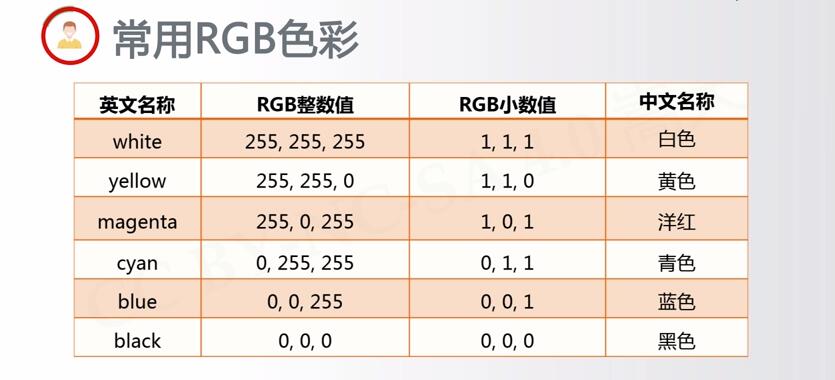 常用RGB色彩
英文名称 RGB整数值 RGB小数值 中文名称
white 255, 255, 255 1, 1, 1 白色
yellow 255, 255, 0 1, 1, 0 黄色
magenta 255, 0, 255 1, 0, 1 洋红
cyan 0, 255, 255 0, 1, 1 青色
blue 0, 0, 255 0, 0, 1 蓝色
black 0, 0, 0 0, 0, 0 黑色